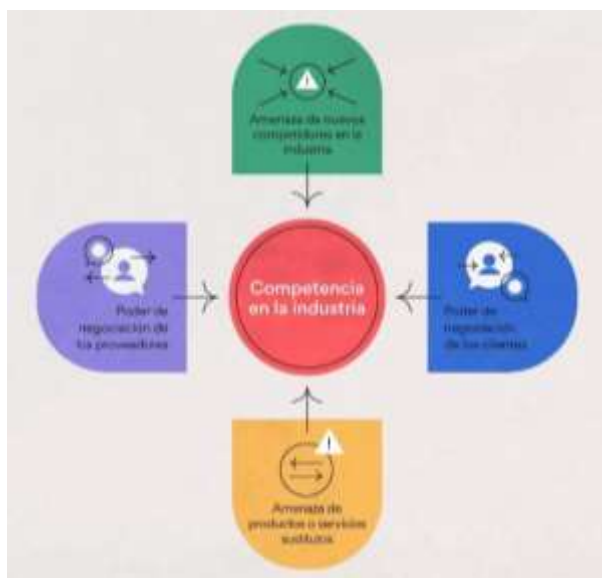 Amenaza de nuevos
competidores en la
industria
Poder de
negociación de
los proveedores
Competencia
en la industria
Poder de
negociación
de los clientes
Amenaza de
productos o servicios
sustitutos